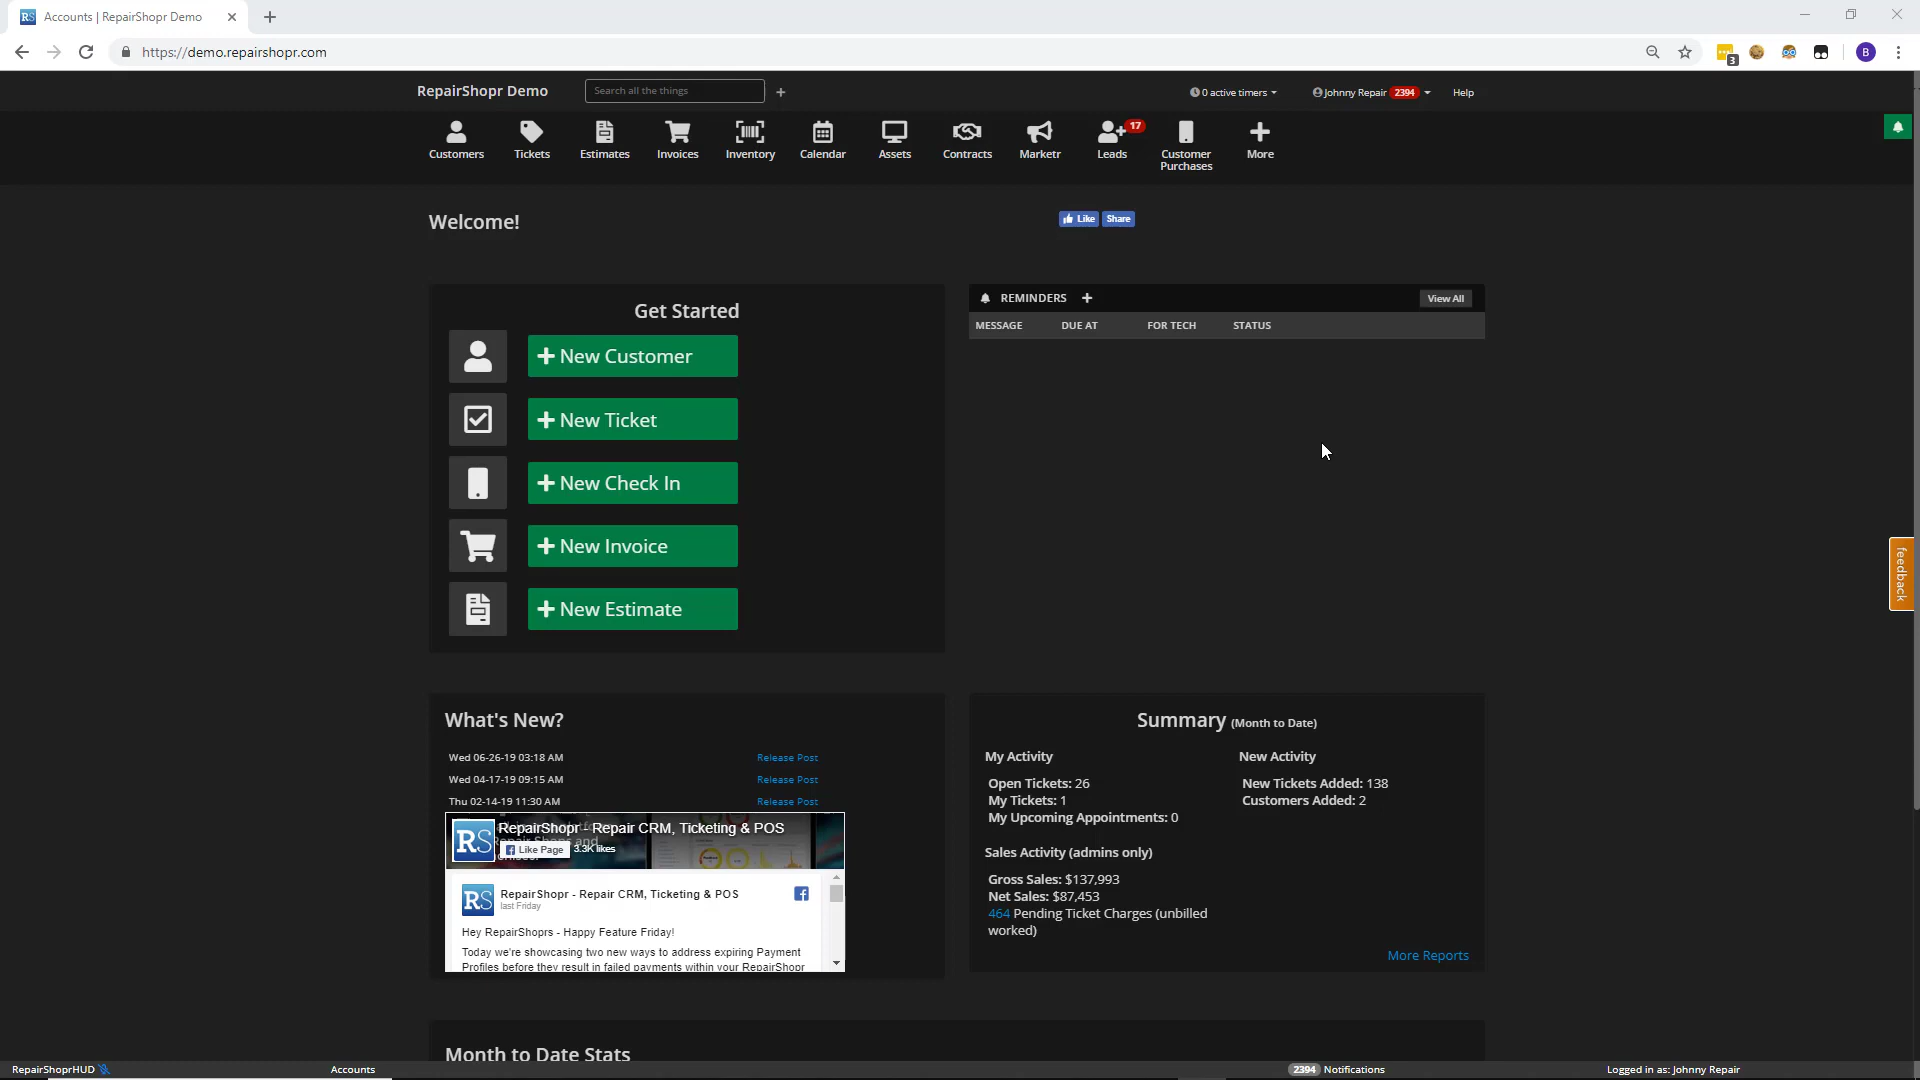 RS Accounts | RepairShopr Demo
https://demo.repairshopr.com
3
B
RepairShopr Demo
Search all the things
0 active timers
Johnny Repair 2394
Help
Customers
Tickets
Estimates
Invoices
Inventory
Calendar
Assets
Contracts
Marketr
Leads
17
Customer
Purchases
More
Welcome!
Like
Share
Get Started
New Customer
New Ticket
New Check In
New Invoice
New Estimate
REMINDERS
View All
MESSAGE DUE AT FOR TECH STATUS
feedback
What's New?
Wed 06-26-19 03:18 AM Release Post
Wed 04-17-19 09:15 AM Release Post
Thu 02-14-19 11:30 AM Release Post
RS
RepairShopr - Repair CRM, Ticketing & POS
Like Page 3.3K likes
RS
RepairShopr - Repair CRM, Ticketing & POS
last Friday
Hey RepairShoprs - Happy Feature Friday!
Today we're showcasing two new ways to address expiring Payment
Profiles before they result in failed payments within your RepairShopr
Summary (Month to Date)
My Activity
Open Tickets: 26
My Tickets: 1
My Upcoming Appointments: 0
New Activity
New Tickets Added: 138
Customers Added: 2
Sales Activity (admins only)
Gross Sales: $137,993
Net Sales: $87,453
464 Pending Ticket Charges (unbilled
worked)
More Reports
Month to Date Stats
RepairShoprHUD
Accounts
2394 Notifications
Logged in as: Johnny Repair